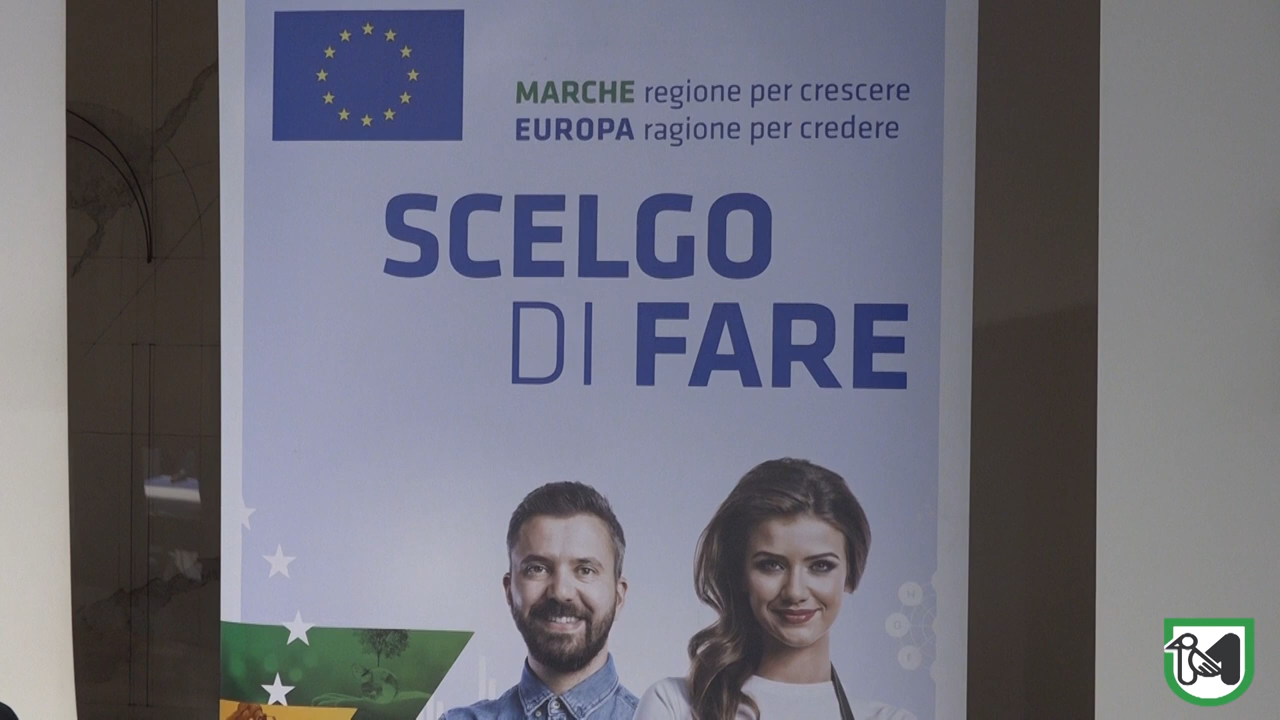 MARCHE regione per crescere
EUROPA ragione per credere
SCELGO
DI FARE